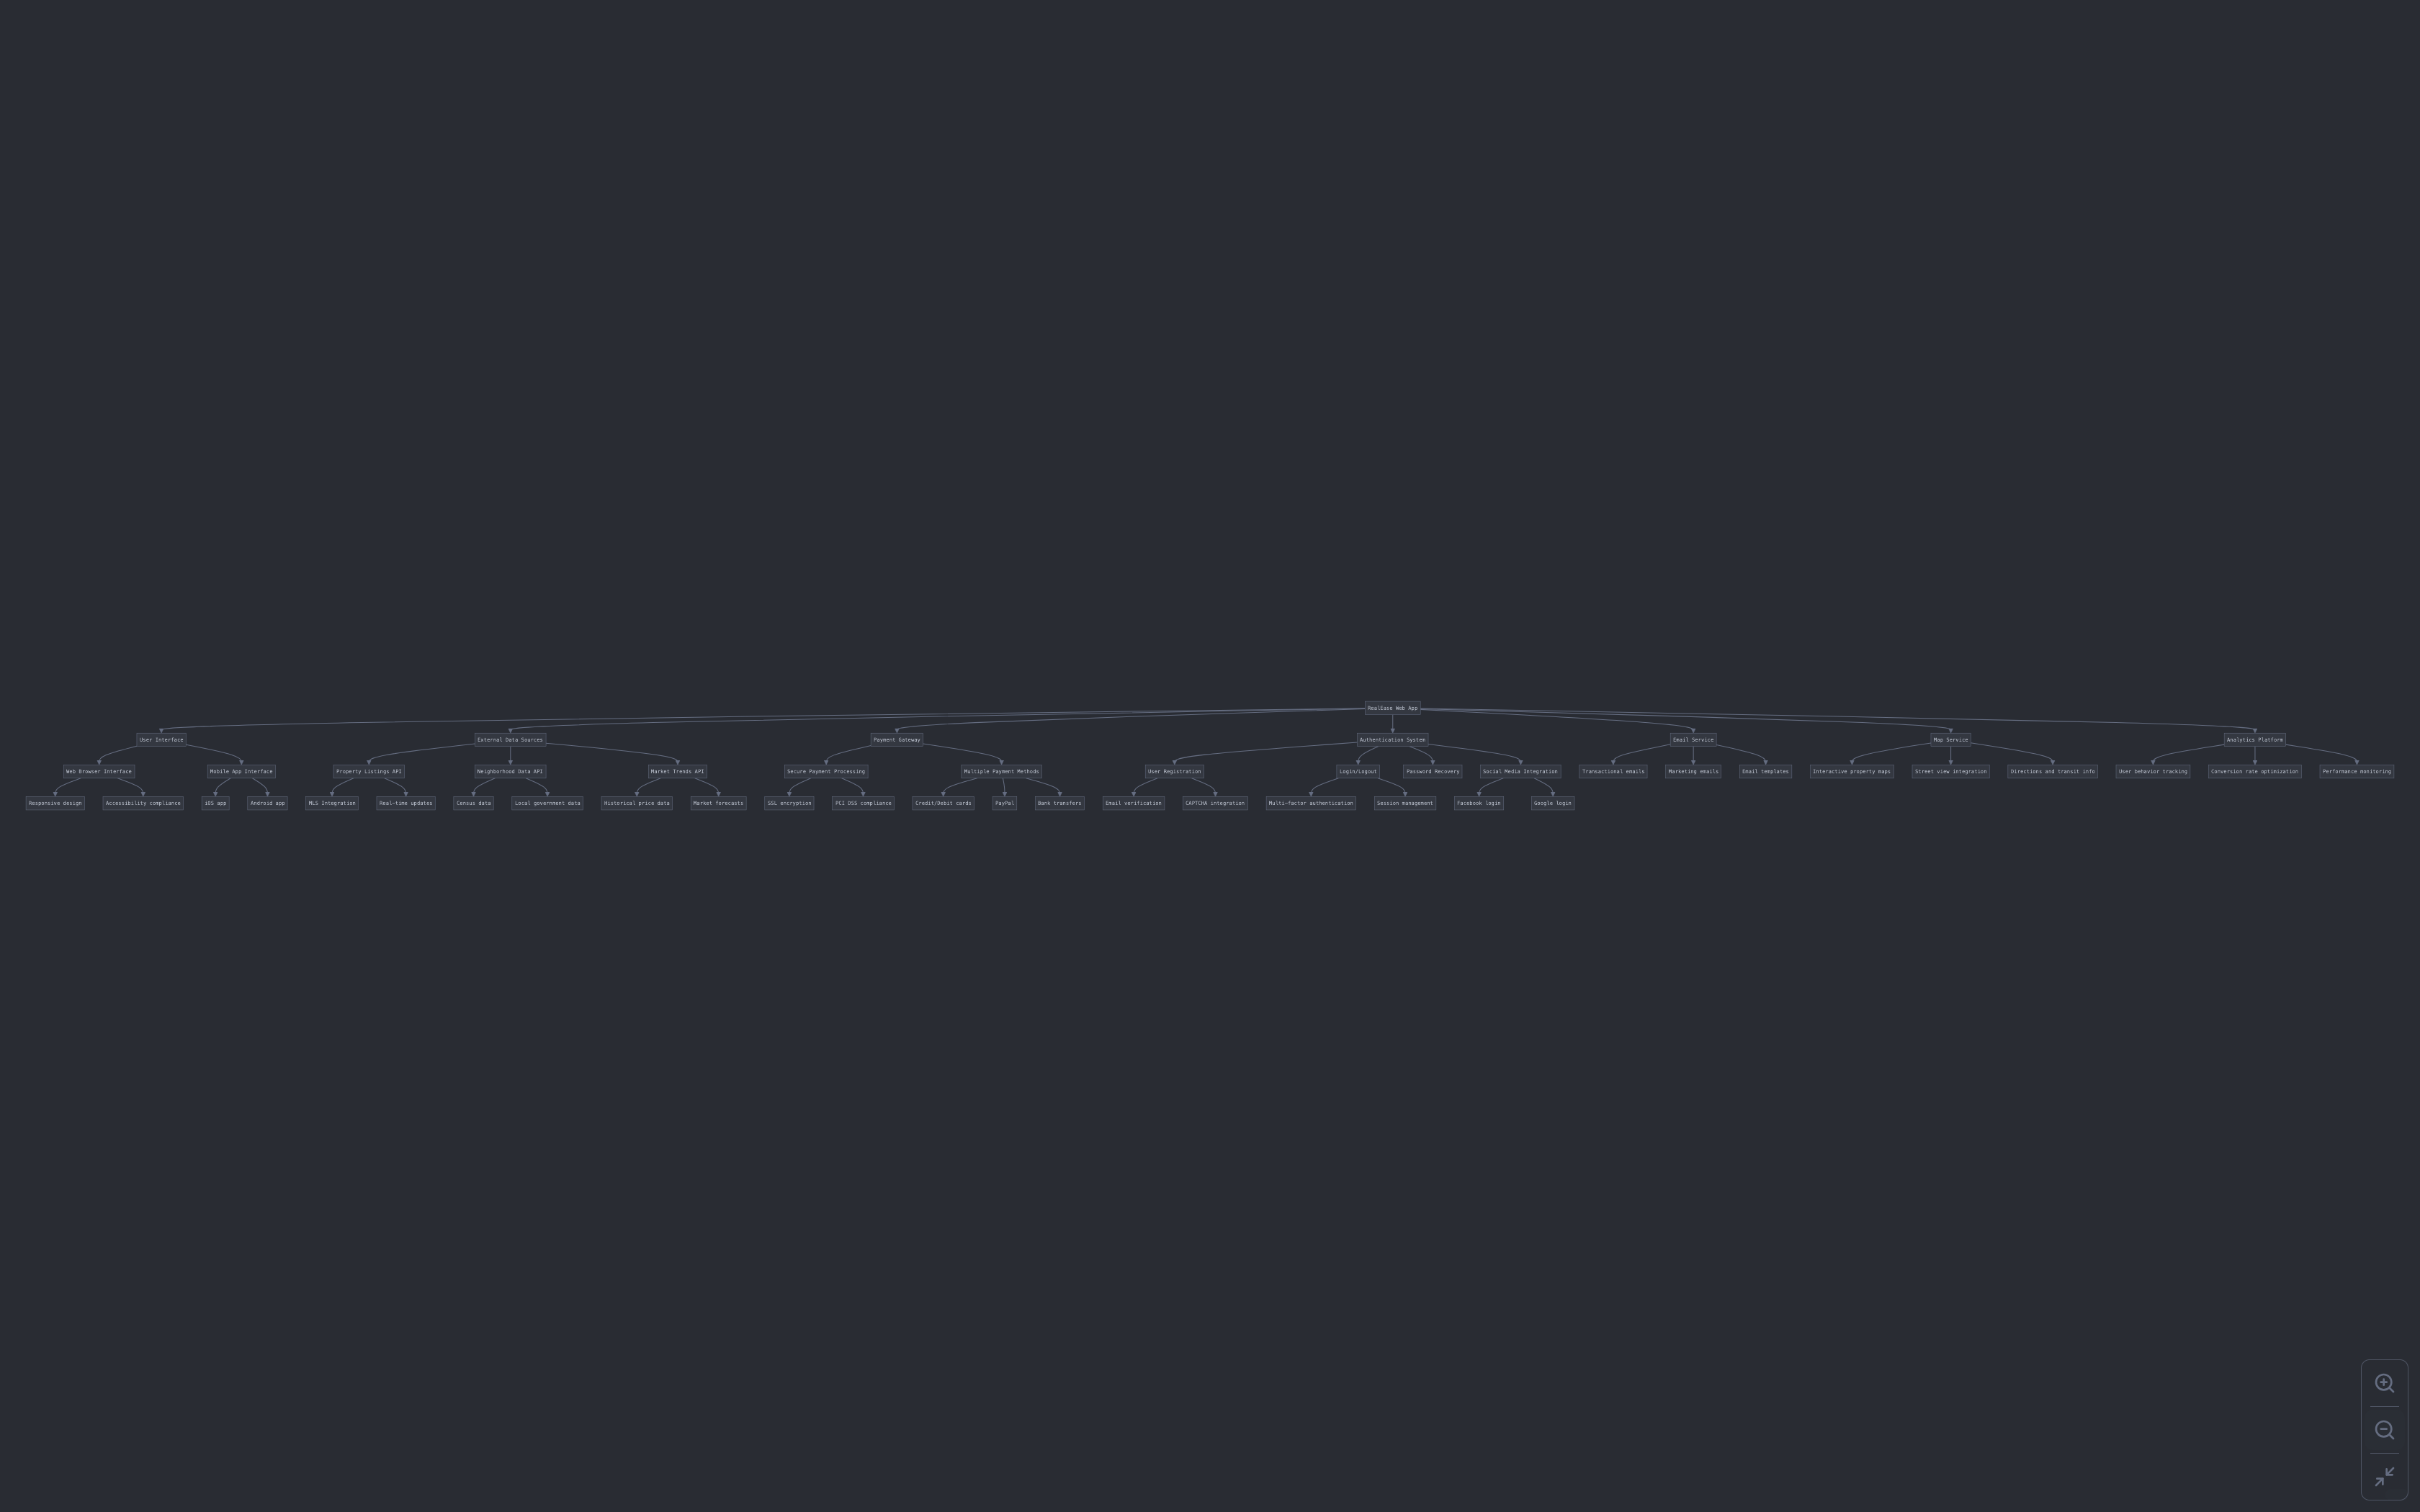 RealEase Web App
User Interface
External Data Sources
Payment Gateway
Authentication System
Email Service
Map Service
Analytics Platform
Web Browser Interface
Mobile App Interface
Property Listings API
Neighborhood Data API
Market Trends API
Secure Payment Processing
Multiple Payment Methods
User Registration
Login/Logout
Password Recovery
Social Media Integration
Transactional emails
Marketing emails
Email templates
Interactive property maps
Street view integration
Directions and transit info
User behavior tracking
Conversion rate optimization
Performance monitoring
Responsive design
Accessibility compliance
iOS app
Android app
MLS Integration
Real-time updates
Census data
Local government data
Historical price data
Market forecasts
SSL encryption
PCI DSS compliance
Credit/Debit cards
PayPal
Bank transfers
Email verification
CAPTCHA integration
Multi-factor authentication
Session management
Facebook login
Google login